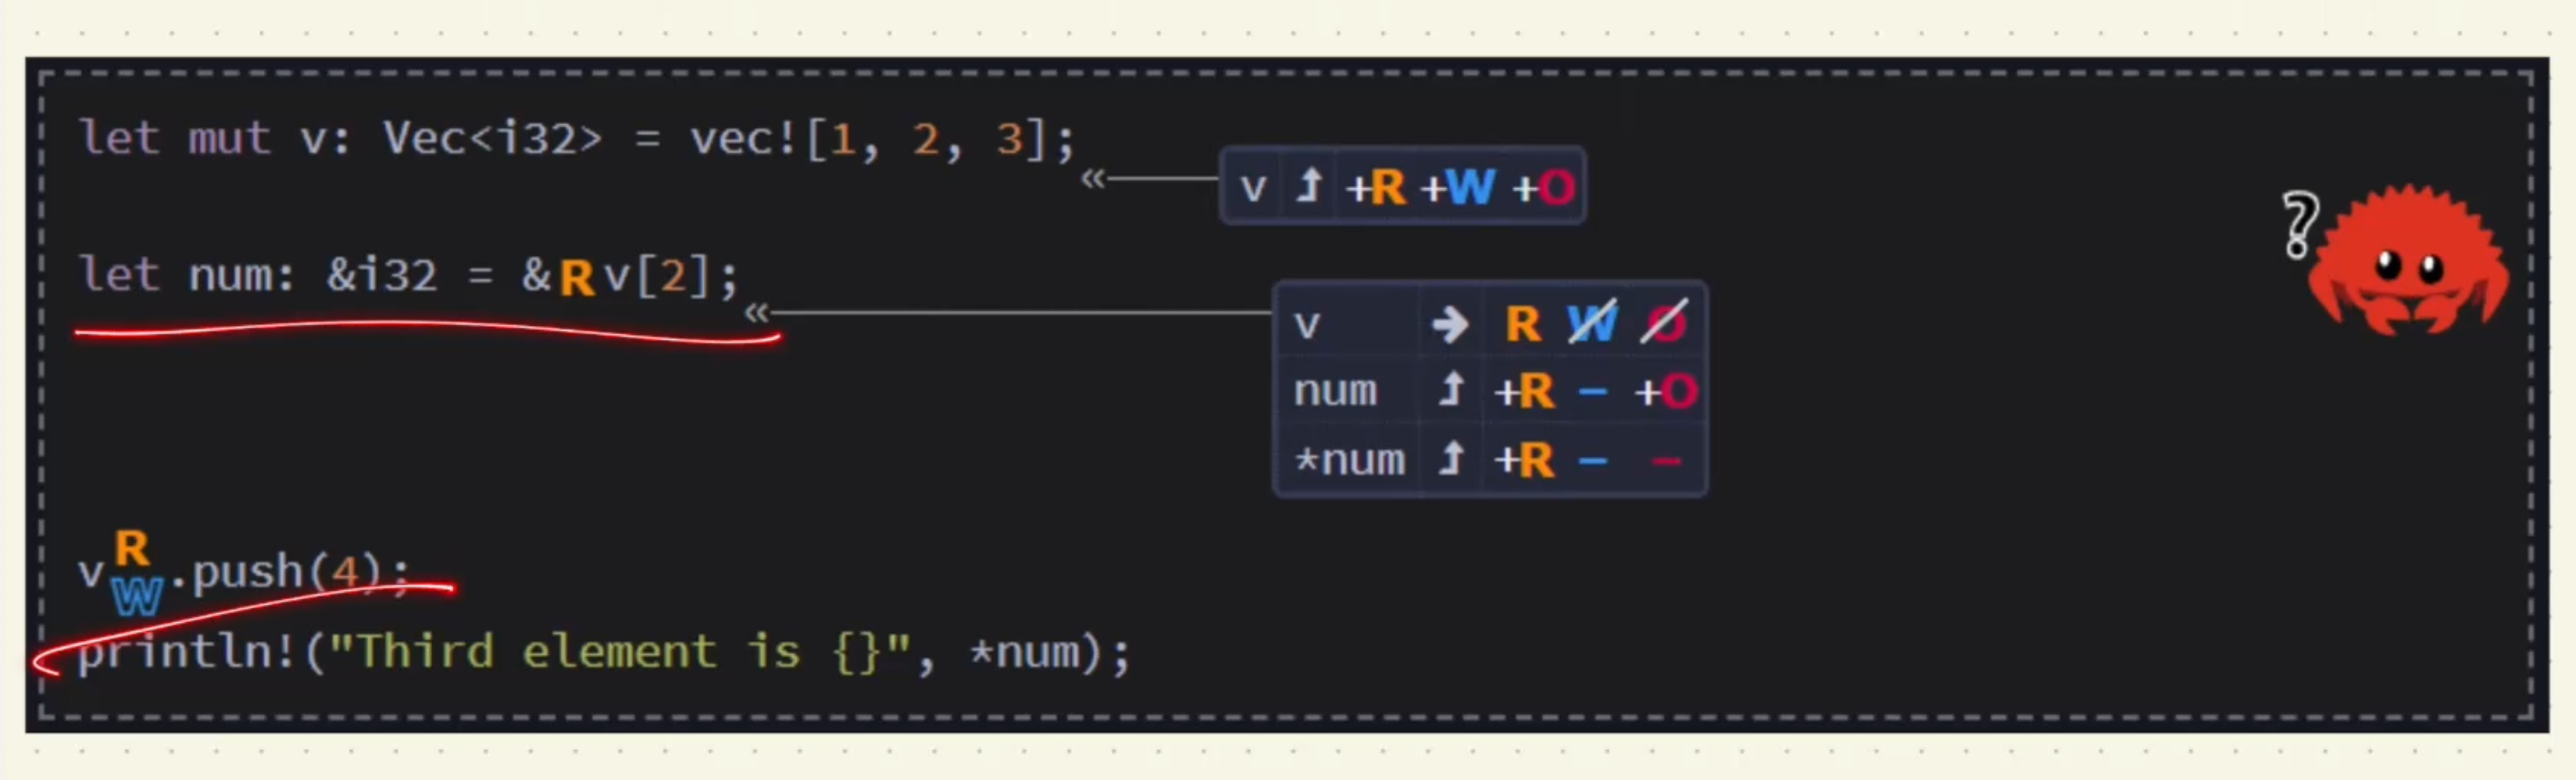 let mut v: Vec<i32> = vec![1, 2, 3];
v ⮥ +R +W +O
let num: &i32 = &R v[2];
v → R W O
num ⮥ +R - +O
*num ⮥ +R - -
?
v R W .push(4);
println!("Third element is {}", *num);